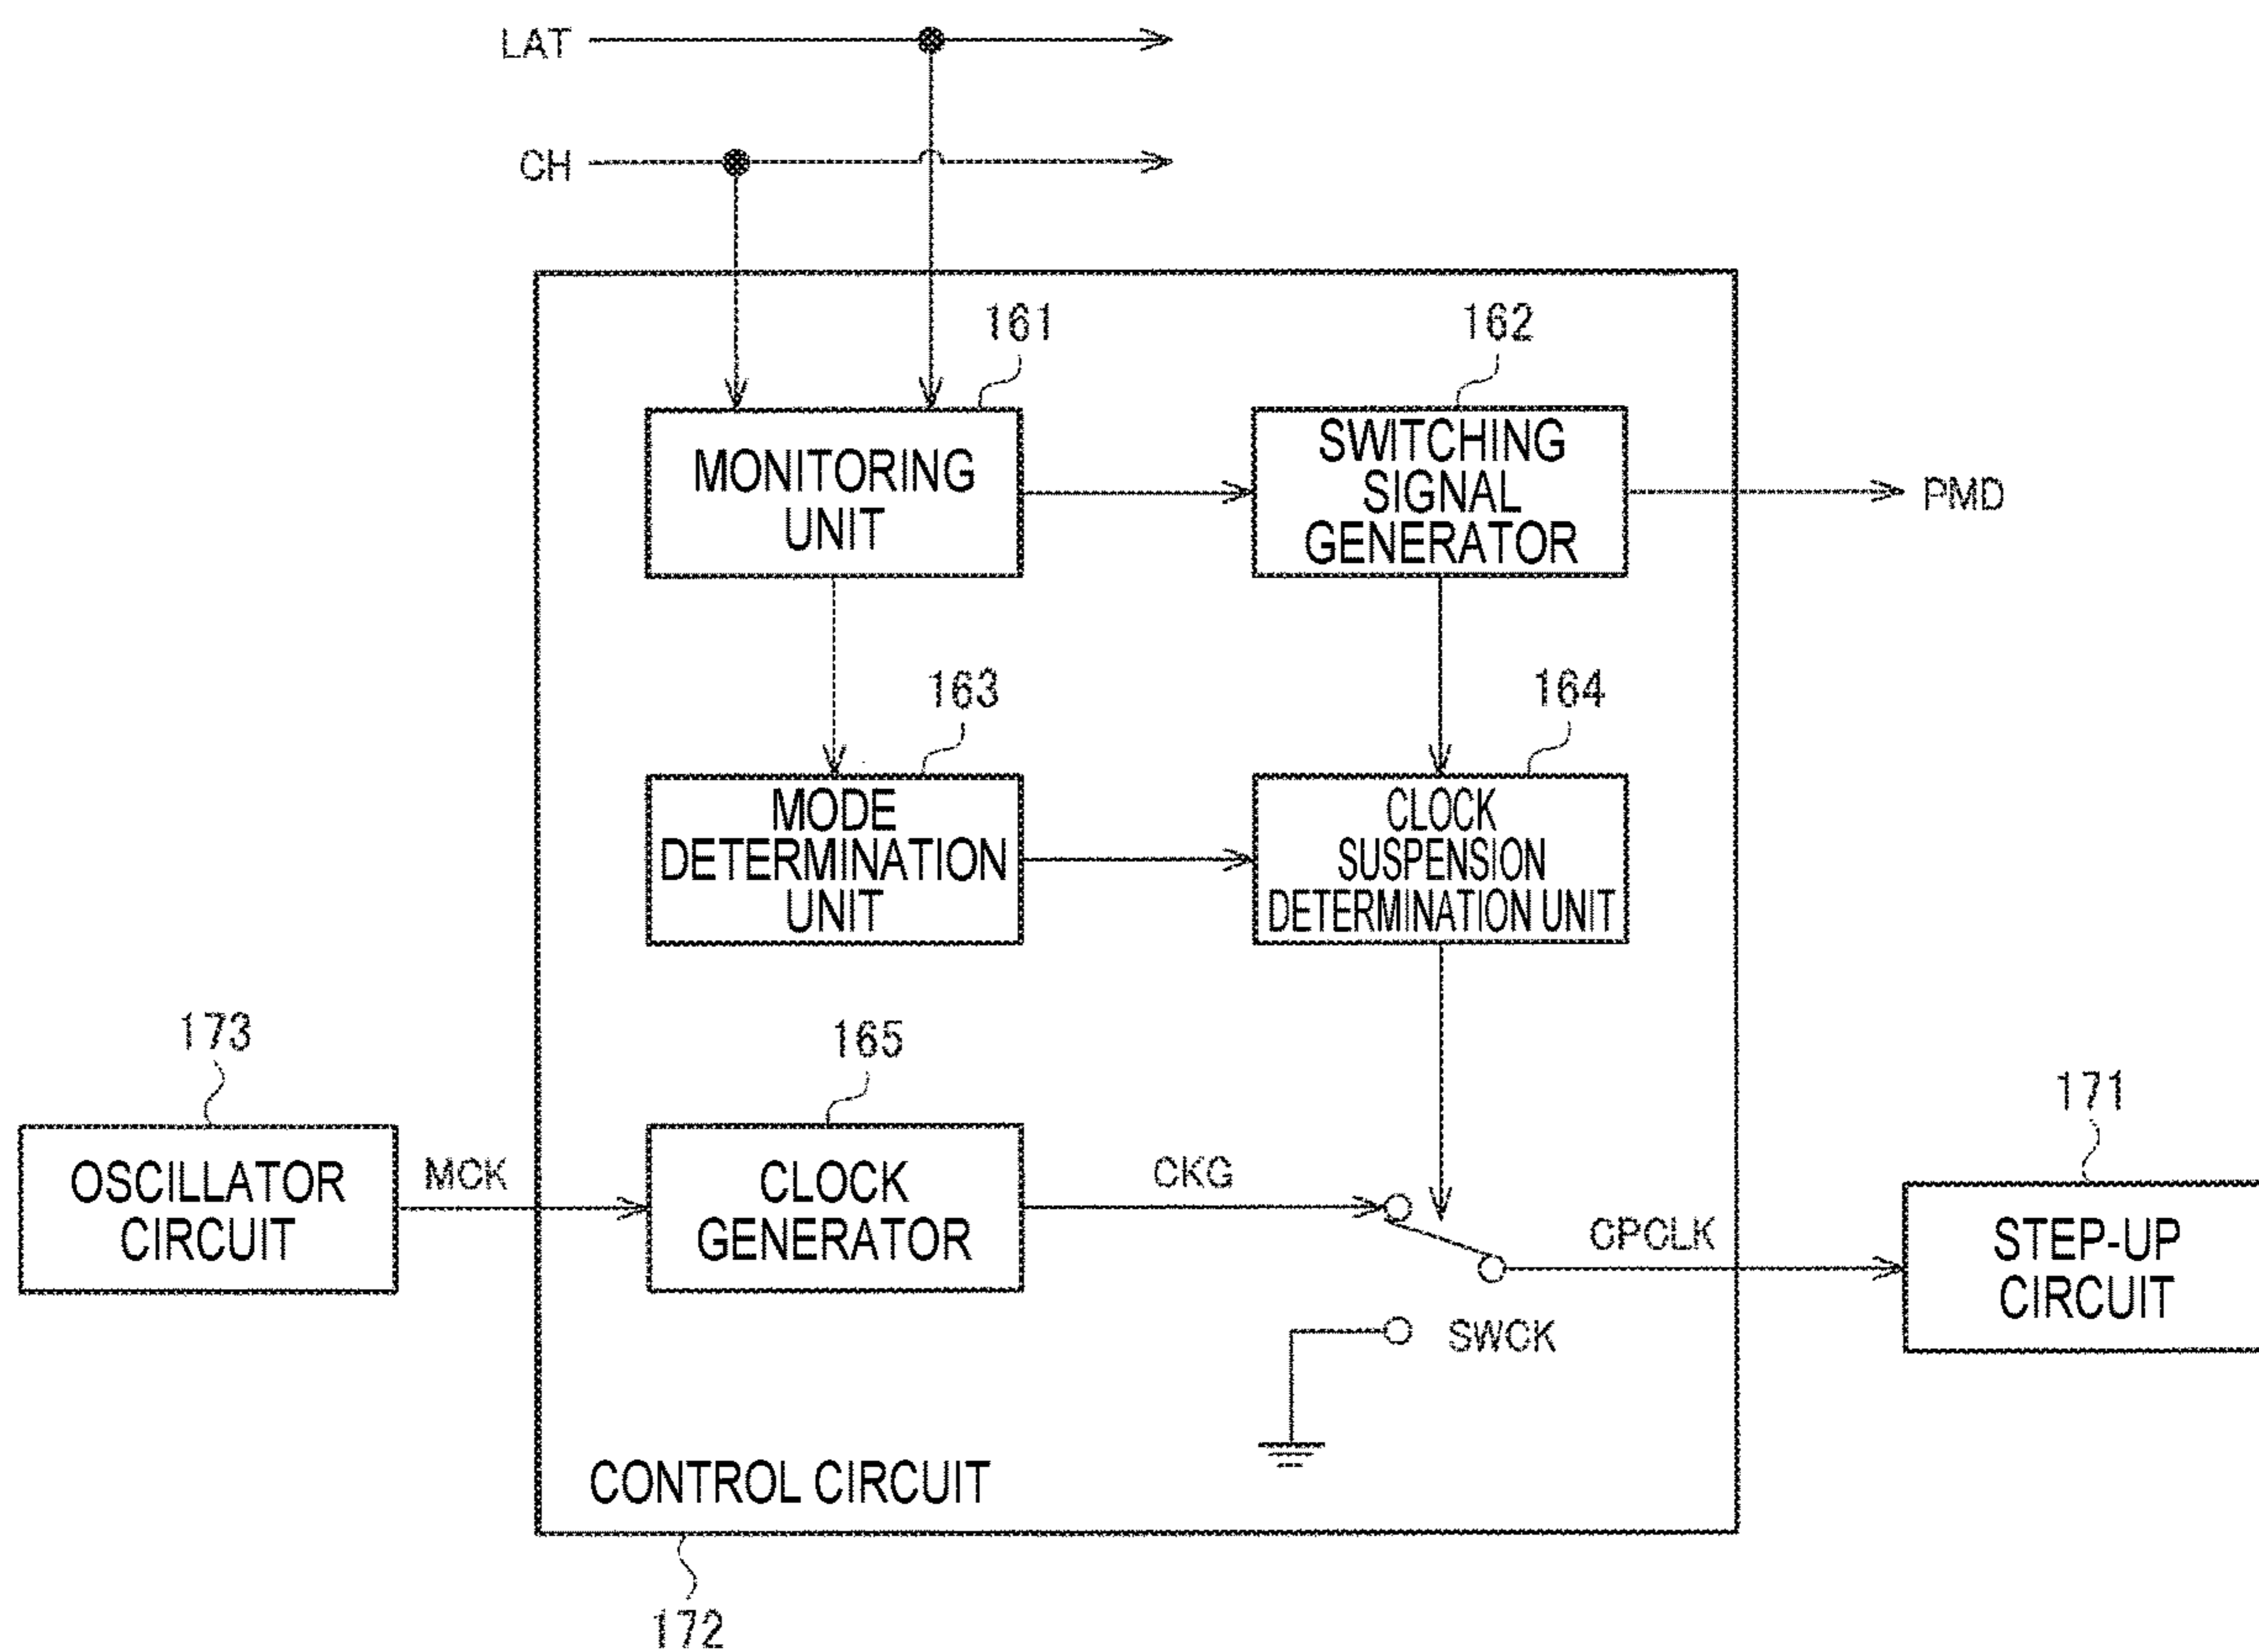 LAT
CH
161
162
MONITORING
UNIT
SWITCHING
SIGNAL
GENERATOR
PMD
163
164
MODE
DETERMINATION
UNIT
CLOCK
SUSPENSION
DETERMINATION UNIT
173
165
171
OSCILLATOR
CIRCUIT
MCK
CLOCK
GENERATOR
CKG
CPCLK
STEP-UP
CIRCUIT
SWCK
CONTROL CIRCUIT
172